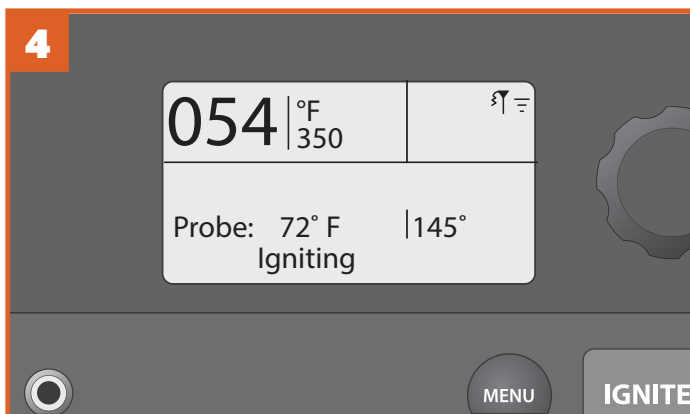 4
054 °F
350
Probe: 72° F 145°
Igniting
MENU
IGNITE